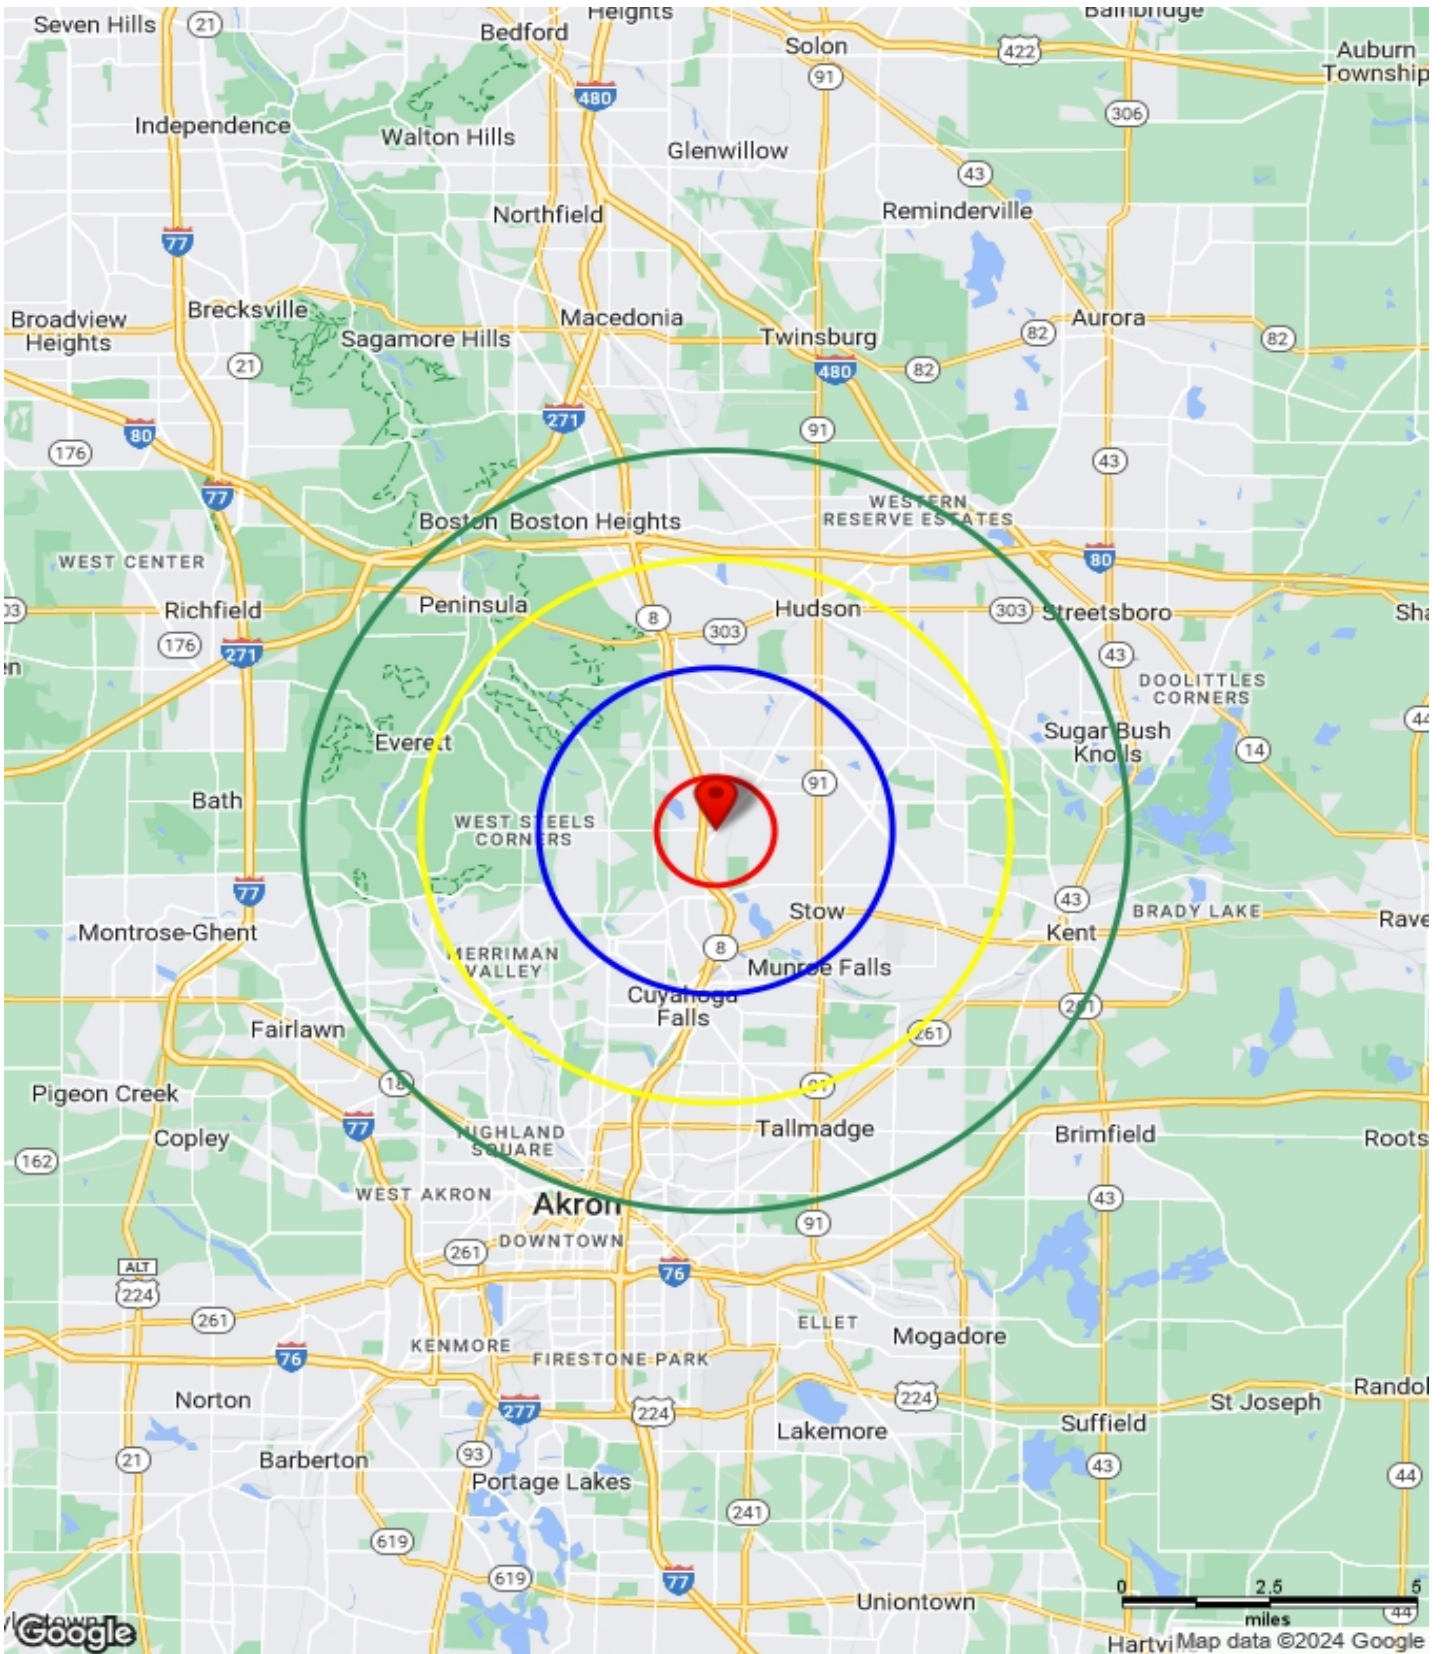 Heights
Bainbridge
Seven Hills
21
Bedford
Solon
422
Auburn
Township
91
480
306
Independence
Walton Hills
Glenwillow
43
Northfield
Reminderville
77
Brecksville
Broadview
Heights
Macedonia
Aurora
Sagamore Hills
Twinsburg
82
82
21
480
82
271
80
91
176
43
77
WESTERN
RESERVE ESTATES
Boston
Boston Heights
WEST CENTER
80
Peninsula
Hudson
Richfield
303
Streetsboro
8
303
176
271
43
DOOLITTLES
CORNERS
44
Sugar Bush
Knolls
Everett
14
91
Bath
WEST STEELS
CORNERS
77
43
Stow
BRADY LAKE
Montrose-Ghent
Kent
8
MERRIMAN
VALLEY
Munroe Falls
Cuyahoga
Falls
261
Fairlawn
261
18
91
Pigeon Creek
77
Tallmadge
Copley
HIGHLAND
SQUARE
Brimfield
162
WEST AKRON
43
Akron
91
DOWNTOWN
261
ALT
224
76
261
ELLET
Mogadore
KENMORE
76
FIRESTONE PARK
Norton
224
St Joseph
277
224
Suffield
Lakemore
21
Barberton
93
43
44
Portage Lakes
241
619
619
77
0 2.5 5
Uniontown
miles
44
Google
Map data ©2024 Google